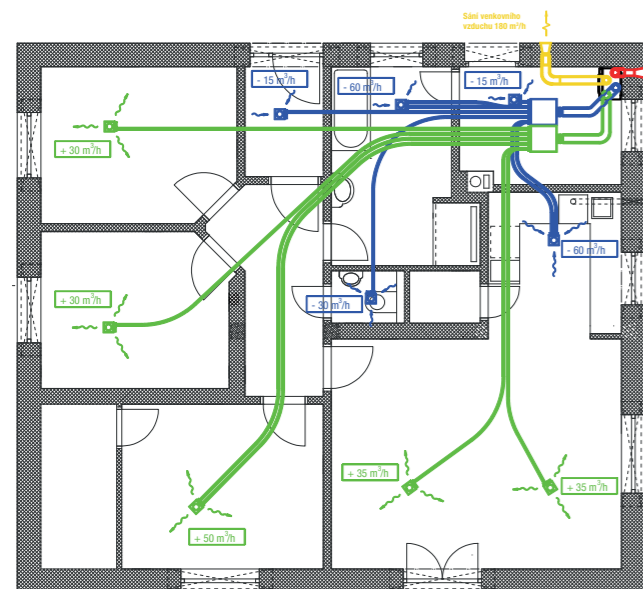 Sání venkovního
vzduchu 180 m³/h
- 15 m³/h
- 60 m³/h
- 15 m³/h
+ 30 m³/h
- 60 m³/h
+ 30 m³/h
- 30 m³/h
+ 35 m³/h
+ 35 m³/h
+ 50 m³/h